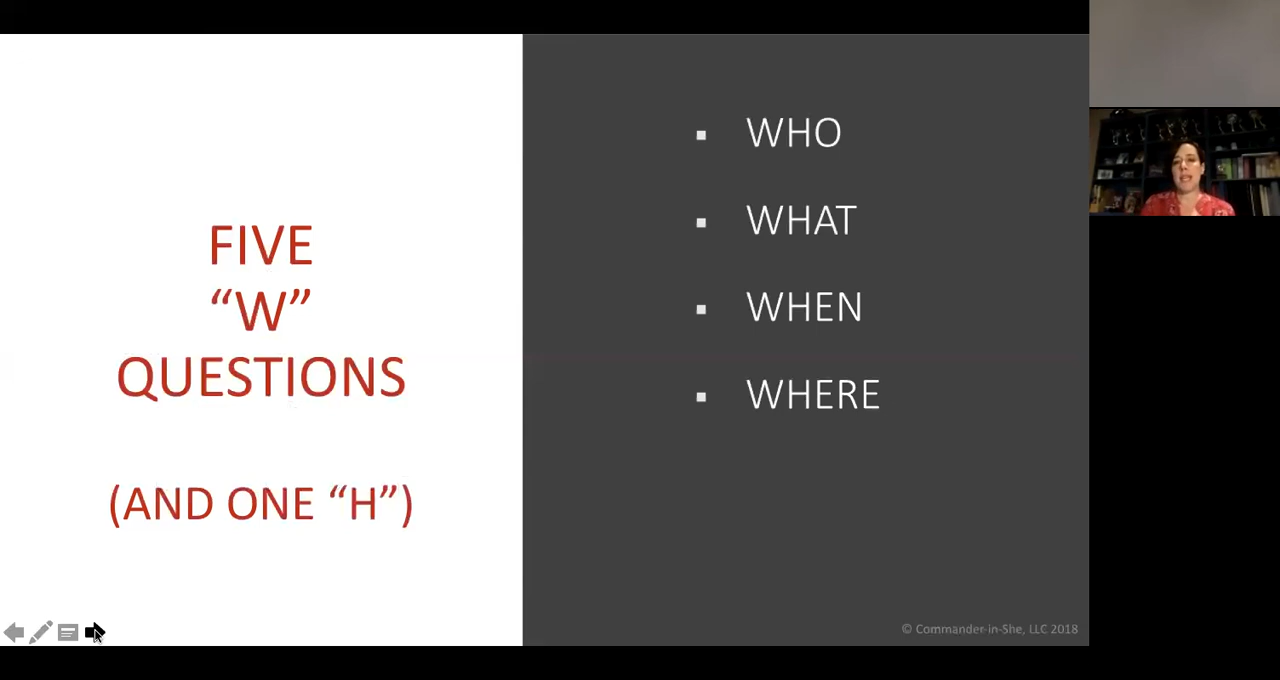 FIVE
“W”
QUESTIONS
(AND ONE “H”)
▪ WHO
▪ WHAT
▪ WHEN
▪ WHERE
© Commander-in-She, LLC 2018